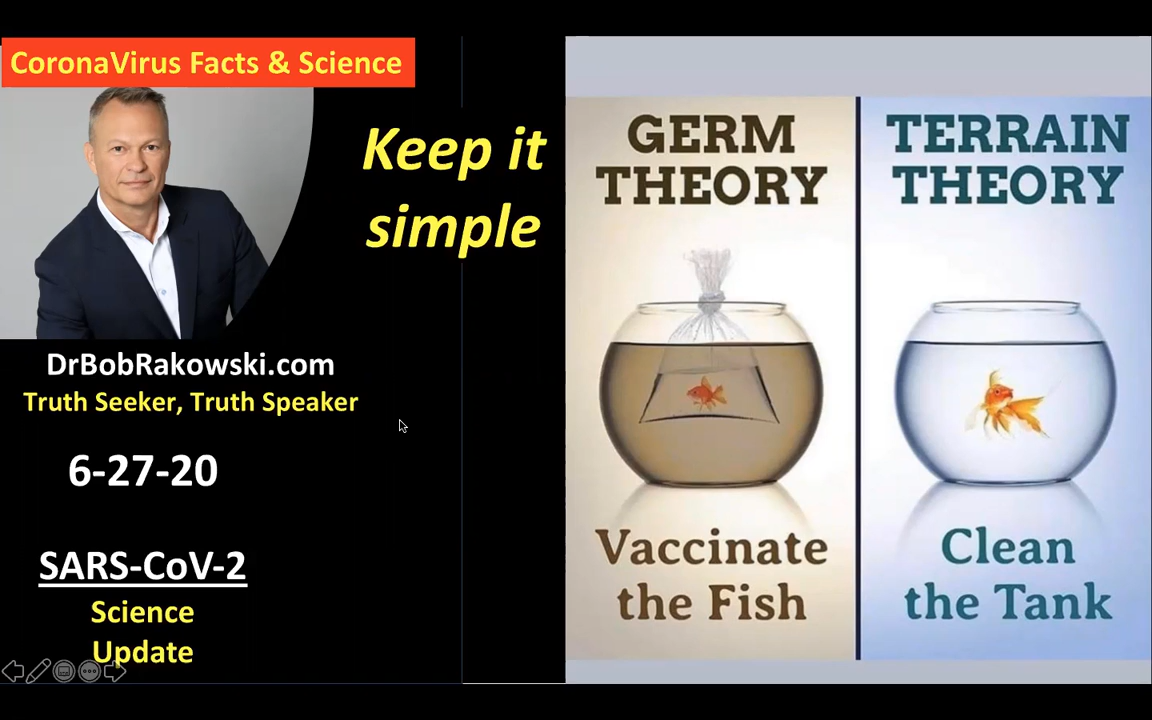 CoronaVirus Facts & Science
Keep it
simple
DrBobRakowski.com
Truth Seeker, Truth Speaker
6-27-20
SARS-CoV-2
Science
Update
GERM
THEORY
Vaccinate
the Fish
TERRAIN
THEORY
Clean
the Tank